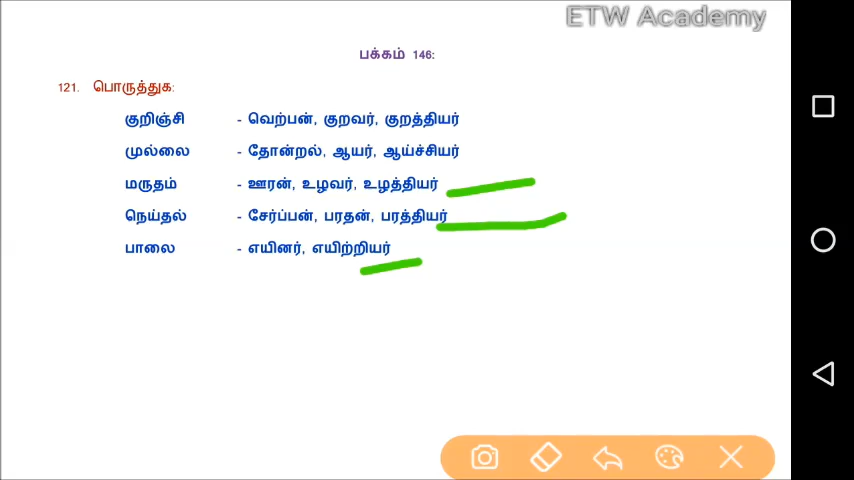 ETW Academy
பக்கம் 146:
121. பொருத்துக:
குறிஞ்சி - வெற்பன், குறவர், குறத்தியர்
முல்லை - தோன்றல், ஆயர், ஆய்ச்சியர்
மருதம் - ஊரன், உழவர், உழத்தியர்
நெய்தல் - சேர்ப்பன், பரதன், பரத்தியர்
பாலை - எயினர், எயிற்றியர்